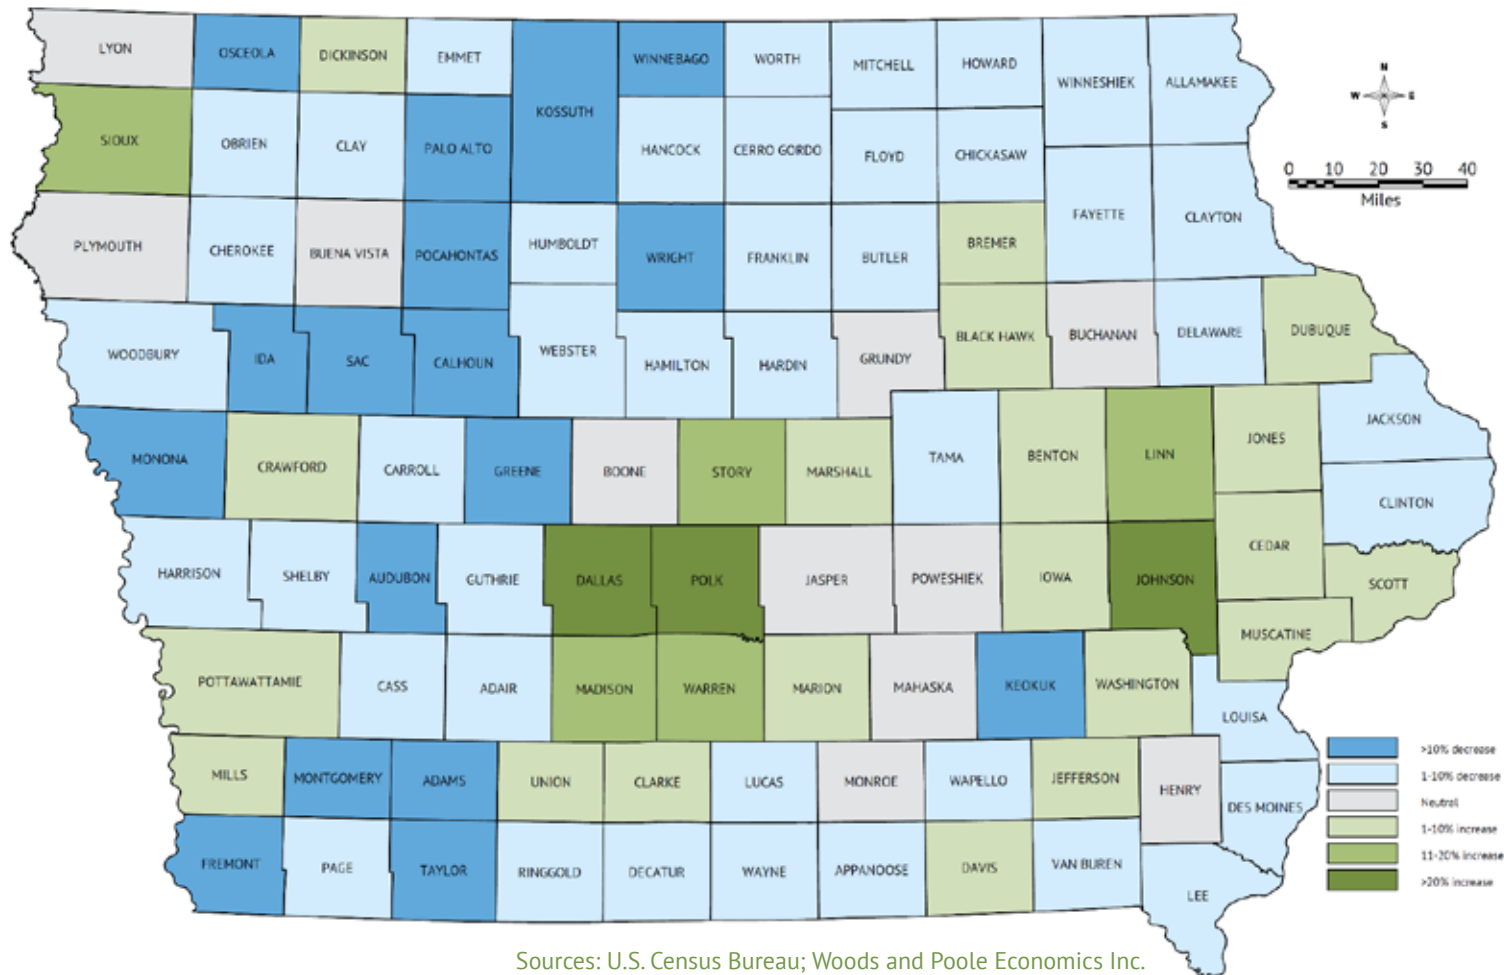 LYON
OSCEOLA
DICKINSON
EMMET
KOSSUTH
WINNEBAGO
WORTH
MITCHELL
HOWARD
WINNESHIEK
ALLAMAKEE
N
W
E
S
SIOUX
OBRIEN
CLAY
PALO ALTO
HANCOCK
CERRO GORDO
FLOYD
CHICKASAW
0 10 20 30 40
Miles
PLYMOUTH
CHEROKEE
BUENA VISTA
POCAHONTAS
HUMBOLDT
WRIGHT
FRANKLIN
BUTLER
BREMER
FAYETTE
CLAYTON
WOODBURY
IDA
SAC
CALHOUN
WEBSTER
HAMILTON
HARDIN
GRUNDY
BLACK HAWK
BUCHANAN
DELAWARE
DUBUQUE
MONONA
CRAWFORD
CARROLL
GREENE
BOONE
STORY
MARSHALL
TAMA
BENTON
LINN
JONES
JACKSON
CLINTON
HARRISON
SHELBY
AUDUBON
GUTHRIE
DALLAS
POLK
JASPER
POWESHIEK
IOWA
JOHNSON
CEDAR
SCOTT
MUSCATINE
POTTAWATTAMIE
CASS
ADAIR
MADISON
WARREN
MARION
MAHASKA
KEOKUK
WASHINGTON
LOUISA
MILLS
MONTGOMERY
ADAMS
UNION
CLARKE
LUCAS
MONROE
WAPELLO
JEFFERSON
HENRY
DES MOINES
FREMONT
PAGE
TAYLOR
RINGGOLD
DECATUR
WAYNE
APPANOOSE
DAVIS
VAN BUREN
LEE
>10% decrease
1-10% decrease
Neutral
1-10% increase
11-20% increase
>20% increase
Sources: U.S. Census Bureau; Woods and Poole Economics Inc.